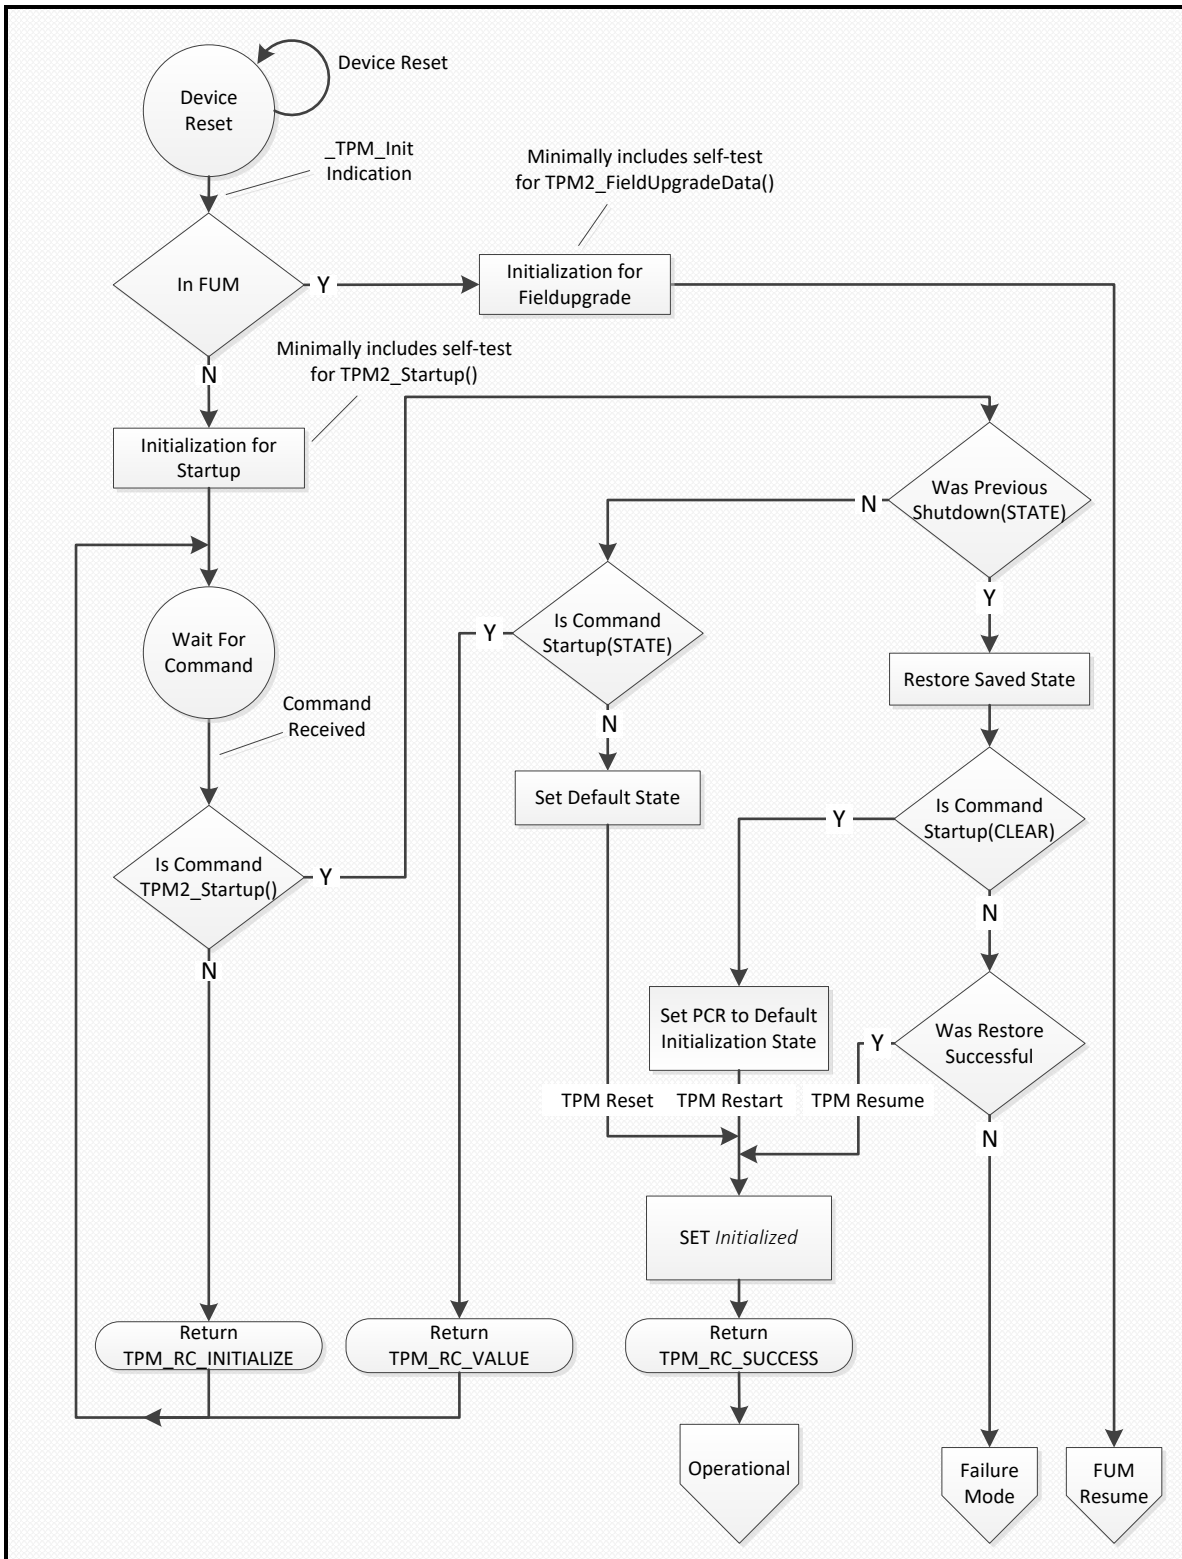 Device Reset
Device
Reset
_TPM_Init
Indication
Minimally includes self-test
for TPM2_FieldUpgradeData()
In FUM
Y
Initialization for
Fieldupgrade
N
Minimally includes self-test
for TPM2_Startup()
Initialization for
Startup
Was Previous
Shutdown(STATE)
N
Y
Is Command
Startup(STATE)
Y
N
Wait For
Command
Restore Saved State
Command
Received
Set Default State
Is Command
Startup(CLEAR)
Y
N
Is Command
TPM2_Startup()
Y
N
Set PCR to Default
Initialization State
Was Restore
Successful
Y
N
TPM Reset
TPM Restart
TPM Resume
SET Initialized
Return
TPM_RC_INITIALIZE
Return
TPM_RC_VALUE
Return
TPM_RC_SUCCESS
Operational
Failure
Mode
FUM
Resume